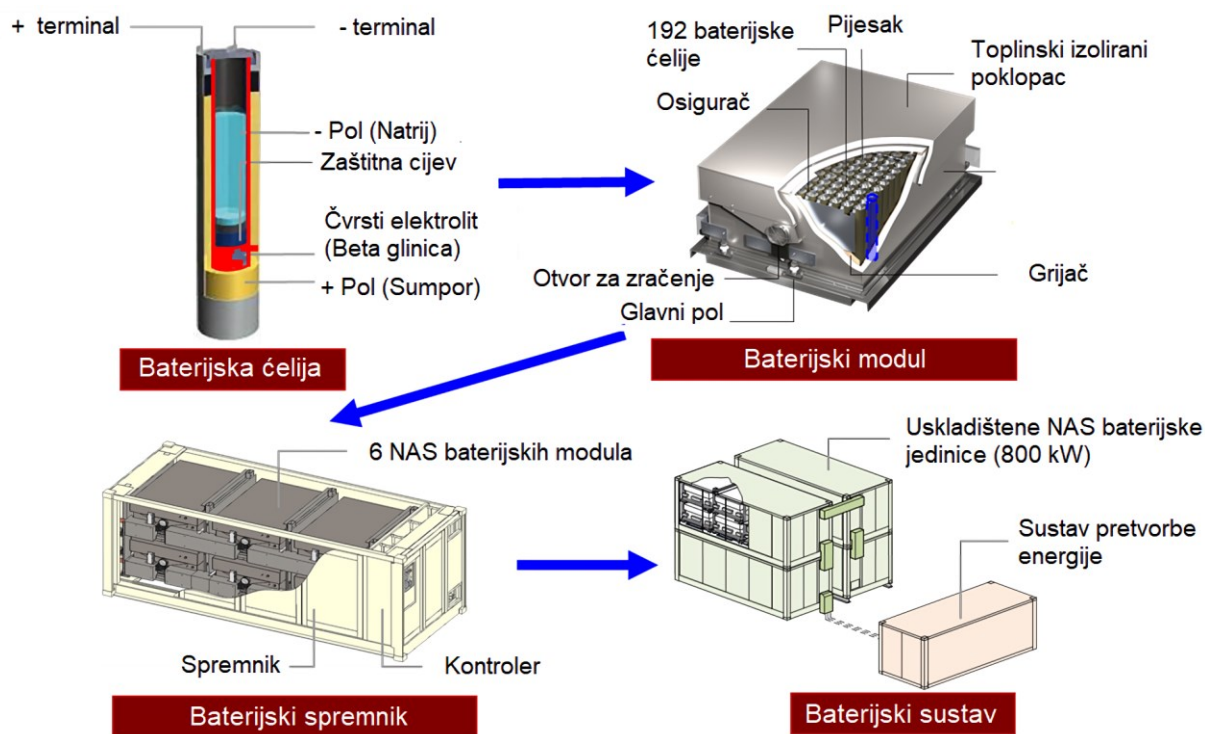 + terminal
- terminal
- Pol (Natrij)
Zaštitna cijev
Čvrsti elektrolit
(Beta glinica)
+ Pol (Sumpor)
Baterijska ćelija
192 baterijske
ćelije
Pijesak
Toplinski izolirani
poklopac
Osigurač
Otvor za zračenje
Glavni pol
Grijač
Baterijski modul
6 NAS baterijskih modula
Spremnik
Kontroler
Baterijski spremnik
Uskladištene NAS baterijske
jedinice (800 kW)
Sustav pretvorbe
energije
Baterijski sustav